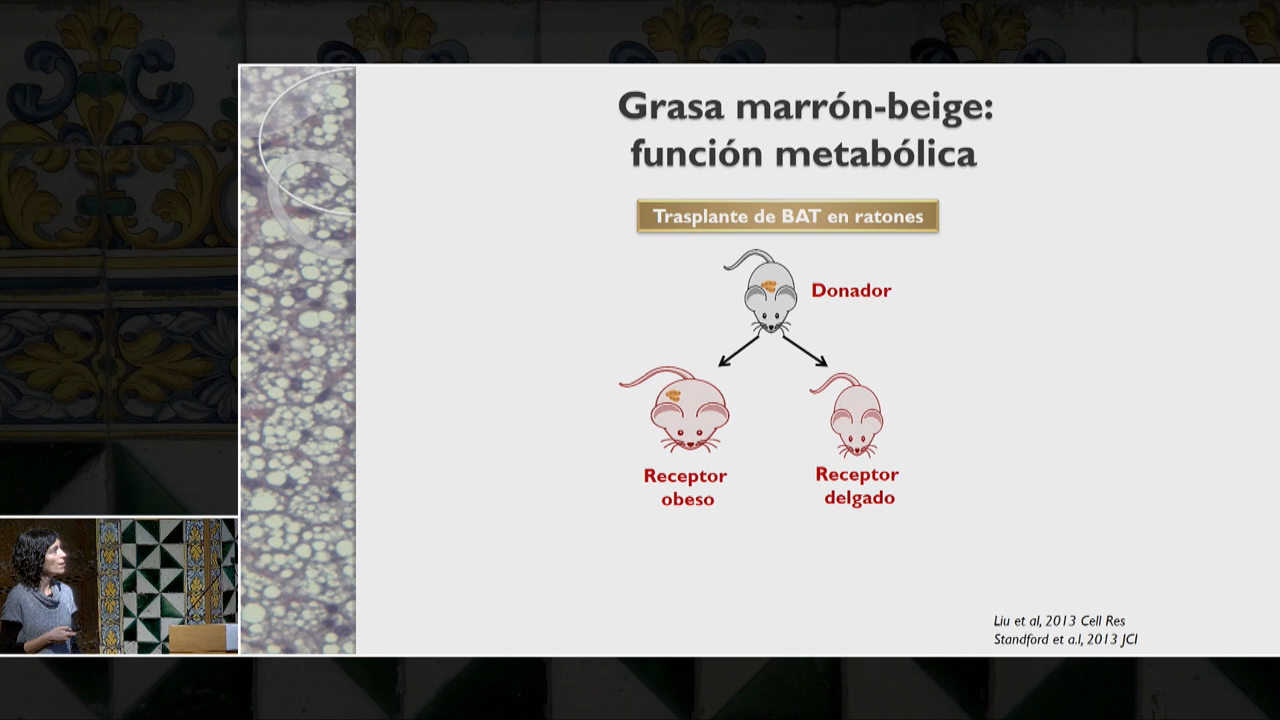 Grasa marrón-beige:
función metabólica
Trasplante de BAT en ratones
Donador
Receptor
obeso
Receptor
delgado
Liu et al, 2013 Cell Res
Standford et a.l, 2013 JCI